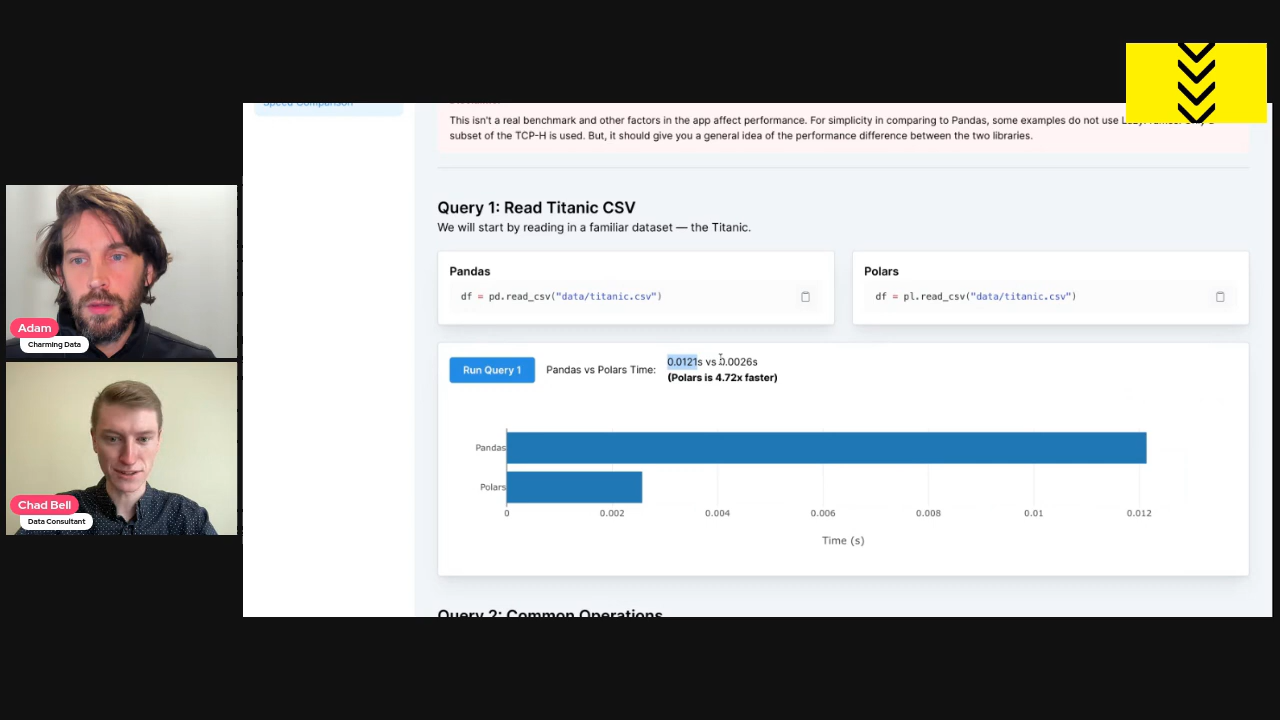 Speed Comparison
This isn't a real benchmark and other factors in the app affect performance. For simplicity in comparing to Pandas, some examples do not use
subset of the TCP-H is used. But, it should give you a general idea of the performance difference between the two libraries.
Query 1: Read Titanic CSV
We will start by reading in a familiar dataset — the Titanic.
Pandas
df = pd.read_csv("data/titanic.csv")
Polars
df = pl.read_csv("data/titanic.csv")
Run Query 1
Pandas vs Polars Time:
0.0121s vs 0.0026s
(Polars is 4.72x faster)
Pandas
Polars
0
0.002
0.004
0.006
0.008
0.01
0.012
Time (s)
Query 2: Common Operations
Adam
Charming Data
Chad Bell
Data Consultant